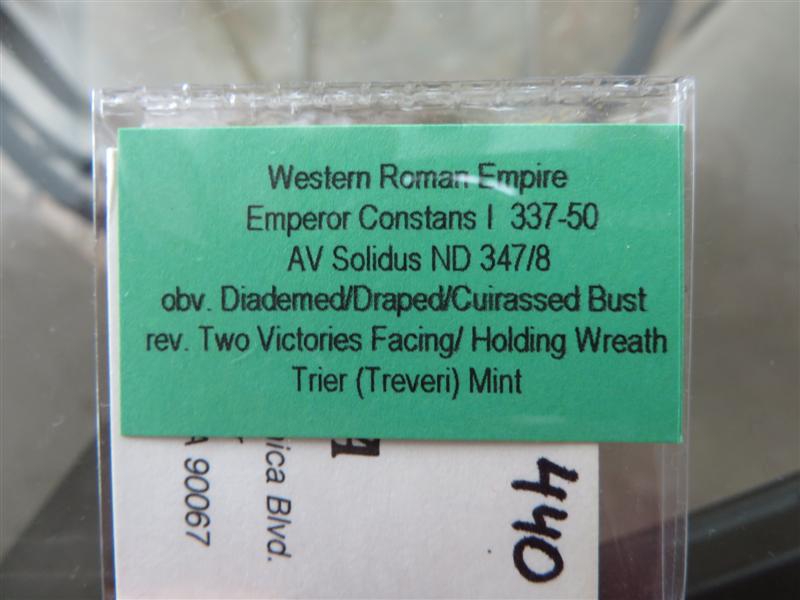 Western Roman Empire
Emperor Constans I 337-50
AV Solidus ND 347/8
obv. Diademed/Draped/Cuirassed Bust
rev. Two Victories Facing/ Holding Wreath
Trier (Treveri) Mint
nica Blvd.
A 90067
440